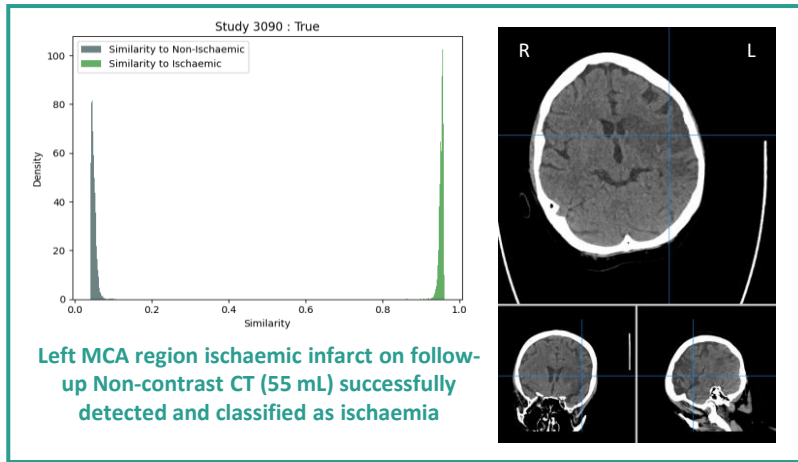 Study 3090 : True
Similarity to Non-Ischaemic
Similarity to Ischaemic
100
80
60
40
20
0
Density
0.0 0.2 0.4 0.6 0.8 1.0
Similarity
Left MCA region ischaemic infarct on follow-
up Non-contrast CT (55 mL) successfully
detected and classified as ischaemia
R L